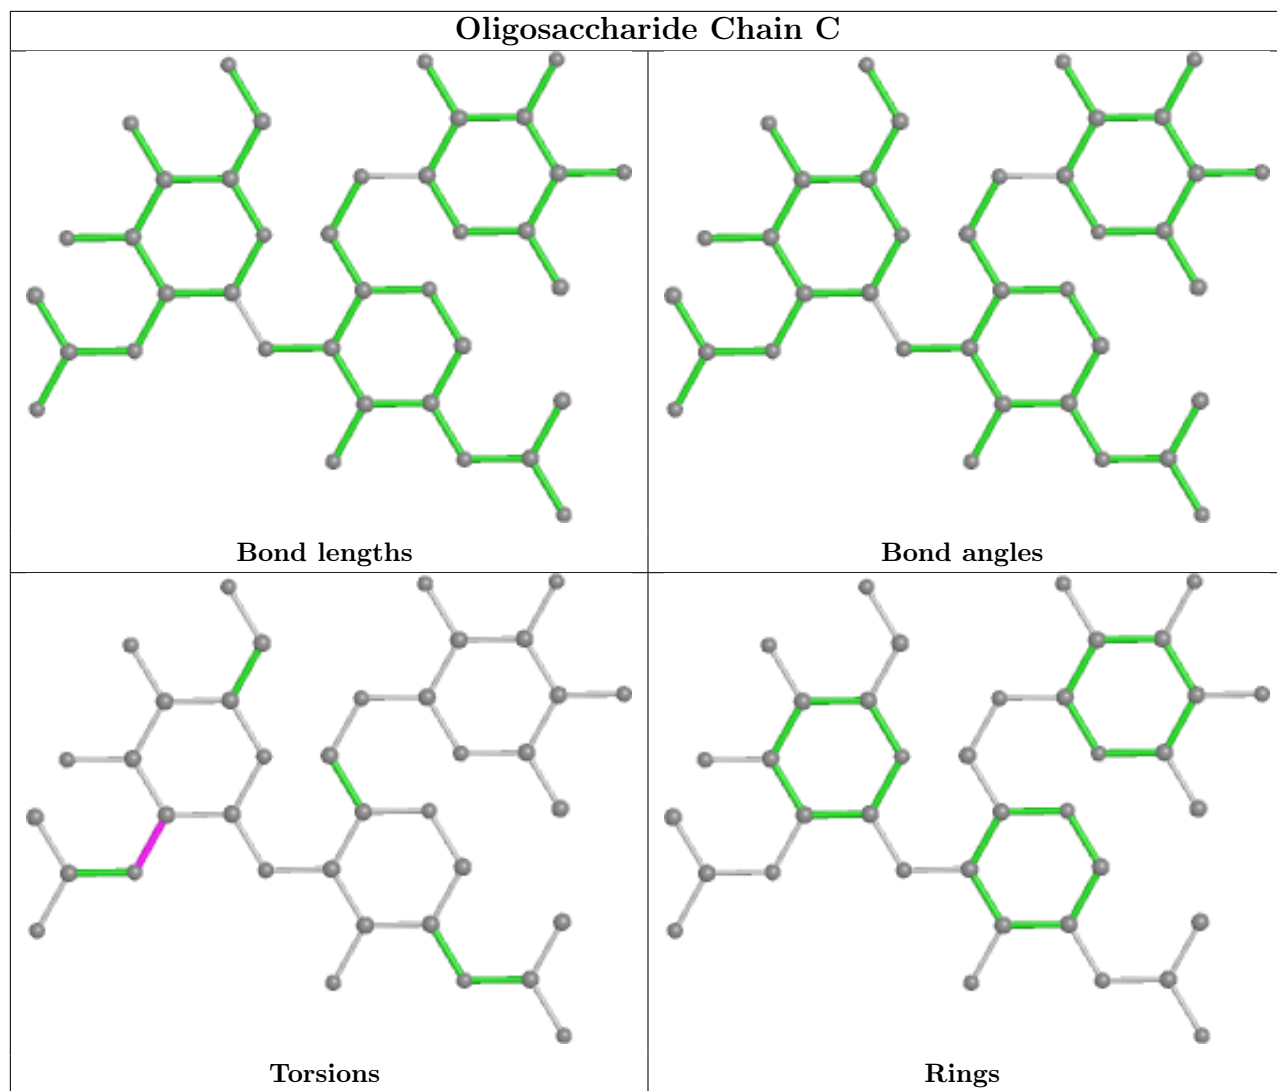 Oligosaccharide Chain C
Bond lengths
Bond angles
Torsions
Rings